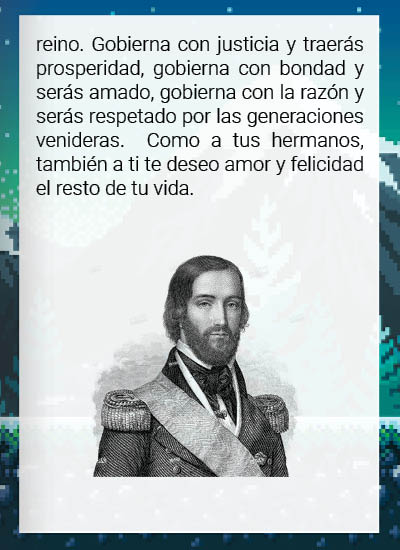 reino. Gobierna con justicia y traerás
prosperidad, gobierna con bondad y
serás amado, gobierna con la razón y
serás respetado por las generaciones
venideras.  Como a tus hermanos,
también a ti te deseo amor y felicidad
el resto de tu vida.